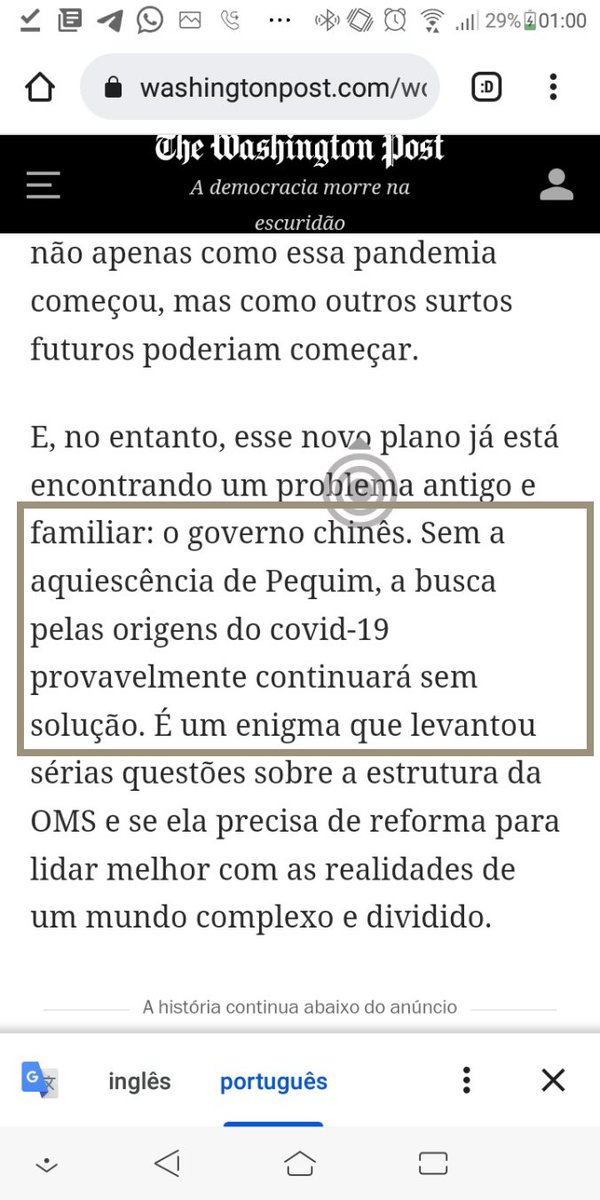 29% 01:00
washingtonpost.com/wo
:D
The Washington Post
A democracia morre na
escuridão
não apenas como essa pandemia
começou, mas como outros surtos
futuros poderiam começar.
E, no entanto, esse novo plano já está
encontrando um problema antigo e
familiar: o governo chinês. Sem a
aquiescência de Pequim, a busca
pelas origens do covid-19
provavelmente continuará sem
solução. É um enigma que levantou
sérias questões sobre a estrutura da
OMS e se ela precisa de reforma para
lidar melhor com as realidades de
um mundo complexo e dividido.
A história continua abaixo do anúncio
G 文 inglês português